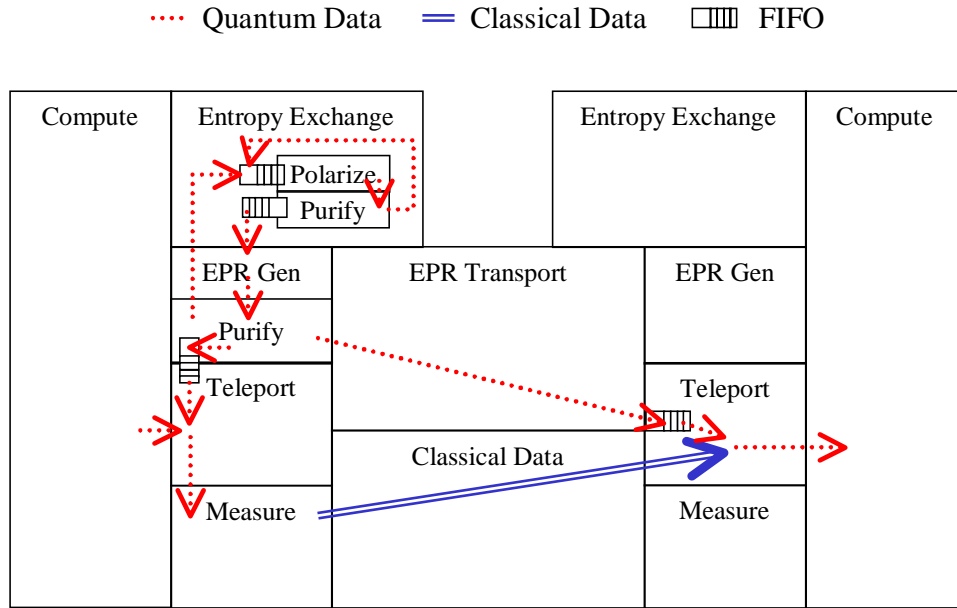 Quantum Data Classical Data FIFO
Compute Entropy Exchange Entropy Exchange Compute
Polarize
Purify
EPR Gen EPR Transport EPR Gen
Purify
Teleport Teleport
Classical Data
Measure Measure